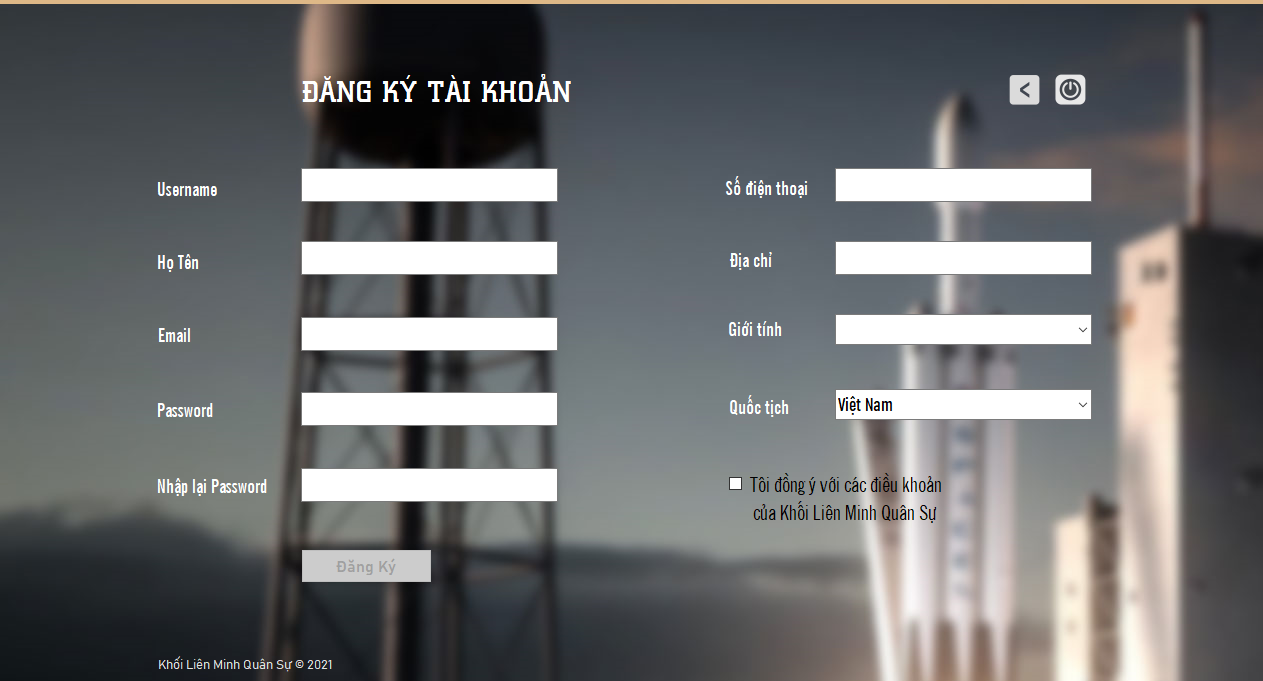 ĐĂNG KÝ TÀI KHOẢN
Username
Họ Tên
Email
Password
Nhập lại Password
Đăng Ký
Số điện thoại
Địa chỉ
Giới tính
Quốc tịch
Việt Nam
Tôi đồng ý với các điều khoản
của Khối Liên Minh Quân Sự
Khối Liên Minh Quân Sự © 2021